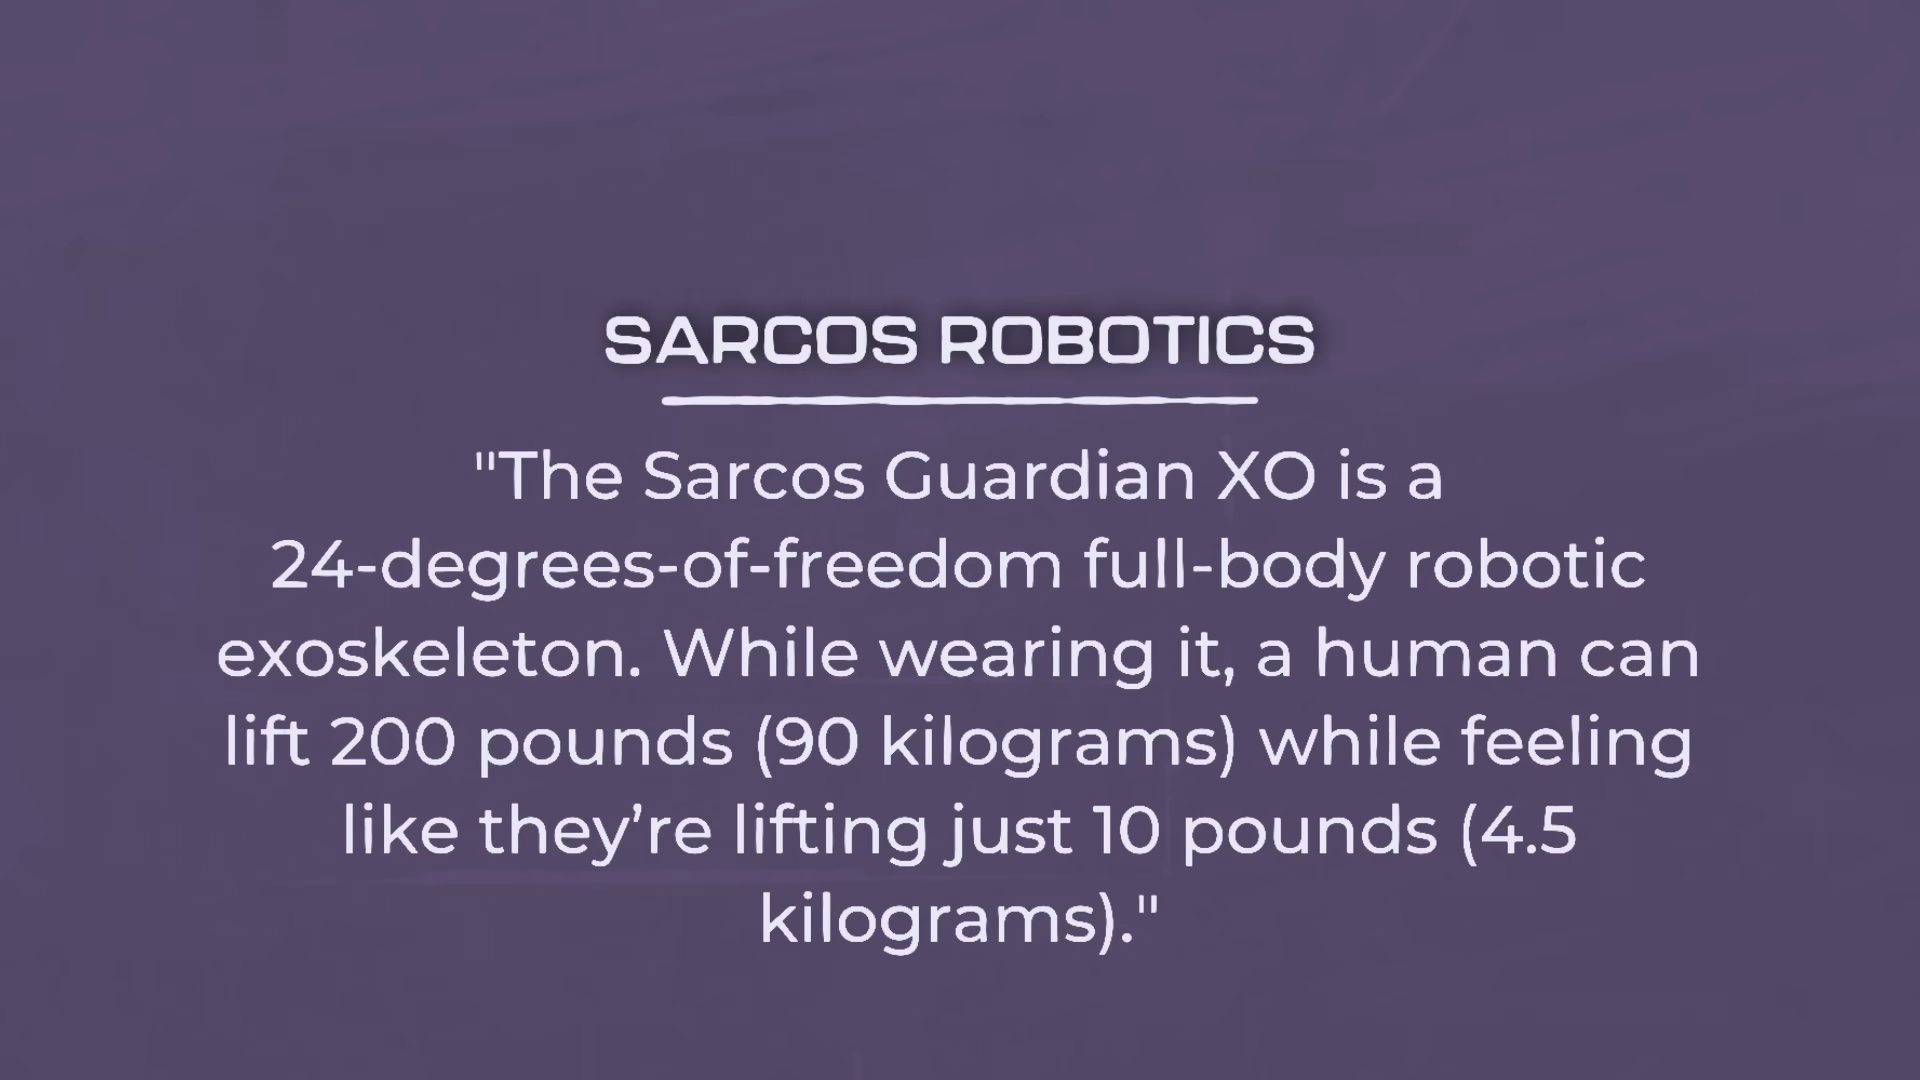 SARCOS ROBOTICS
"The Sarcos Guardian XO is a
24-degrees-of-freedom full-body robotic
exoskeleton. While wearing it, a human can
lift 200 pounds (90 kilograms) while feeling
like they’re lifting just 10 pounds (4.5
kilograms)."